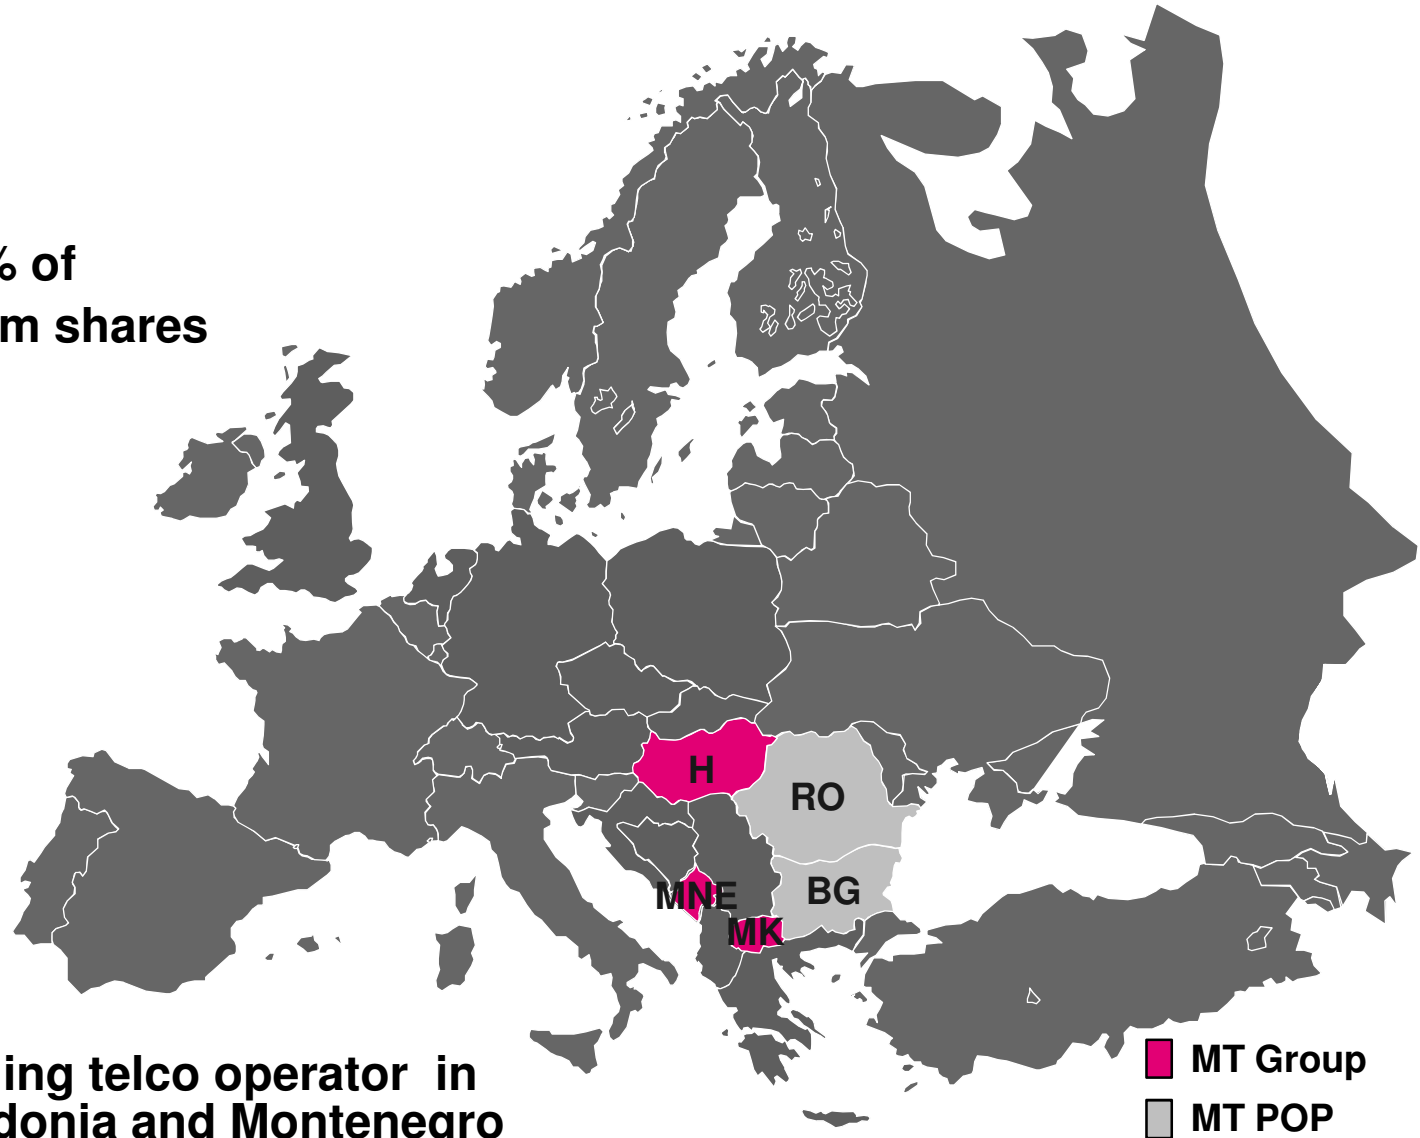 % of
m shares
H
RO
MNE
BG
MK
MT Group
ing telco operator in
donia and Montenegro
MT POP